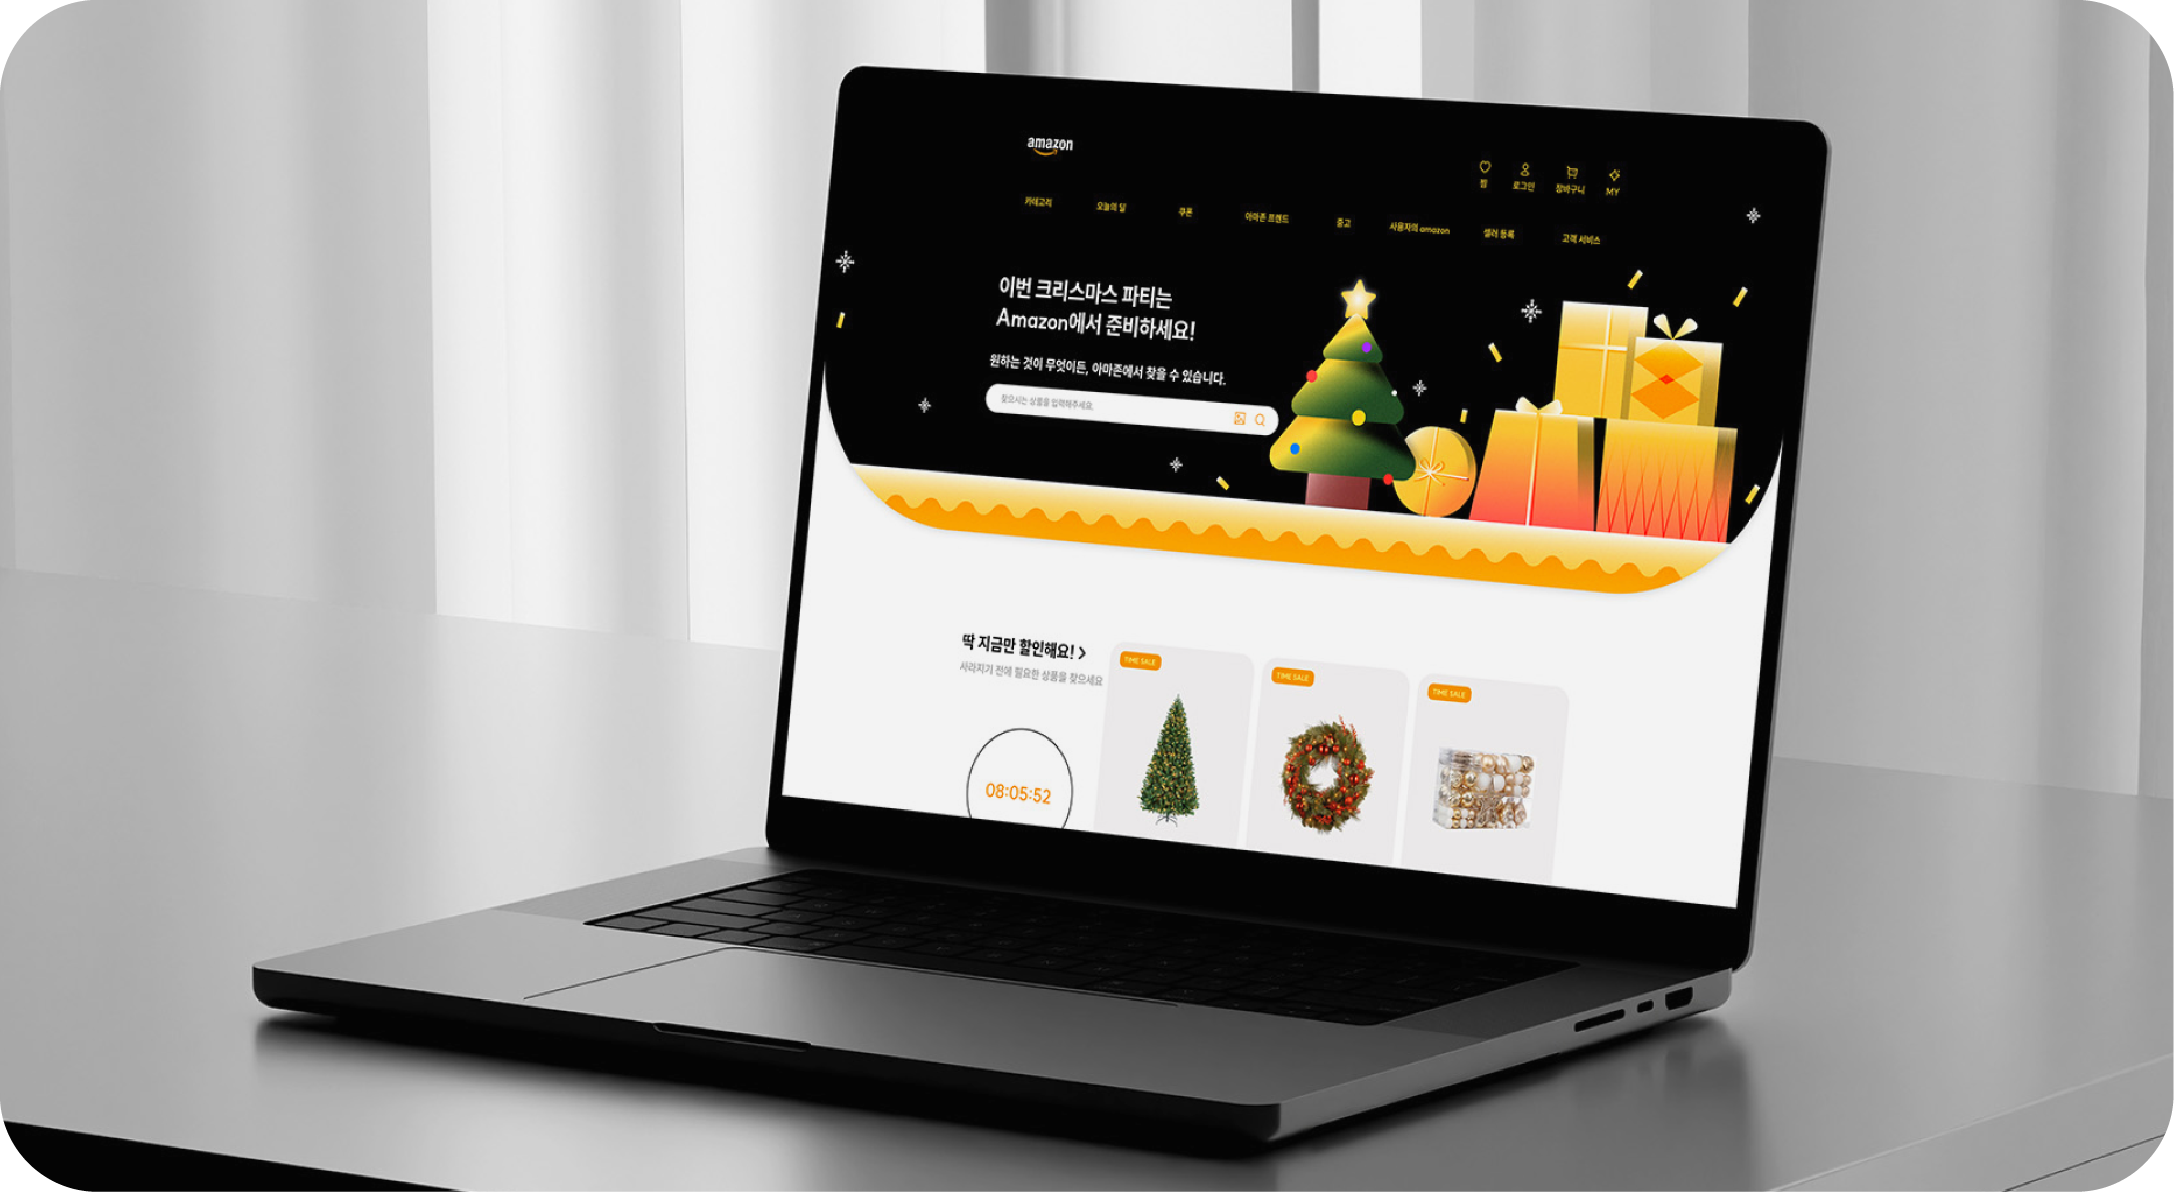 amazon
찜
로그인
장바구니
MY
카테고리
오늘의 딜
쿠폰
아마존 트렌드
중고
사용자의 amazon
셀러 등록
고객 서비스
이번 크리스마스 파티는
Amazon에서 준비하세요!
원하는 것이 무엇이든, 아마존에서 찾을 수 있습니다.
찾으시는 상품을 입력해주세요.
딱 지금만 할인해요! >
사라지기 전에 필요한 상품을 찾으세요
08:05:52
TIME SALE
TIME SALE
TIME SALE